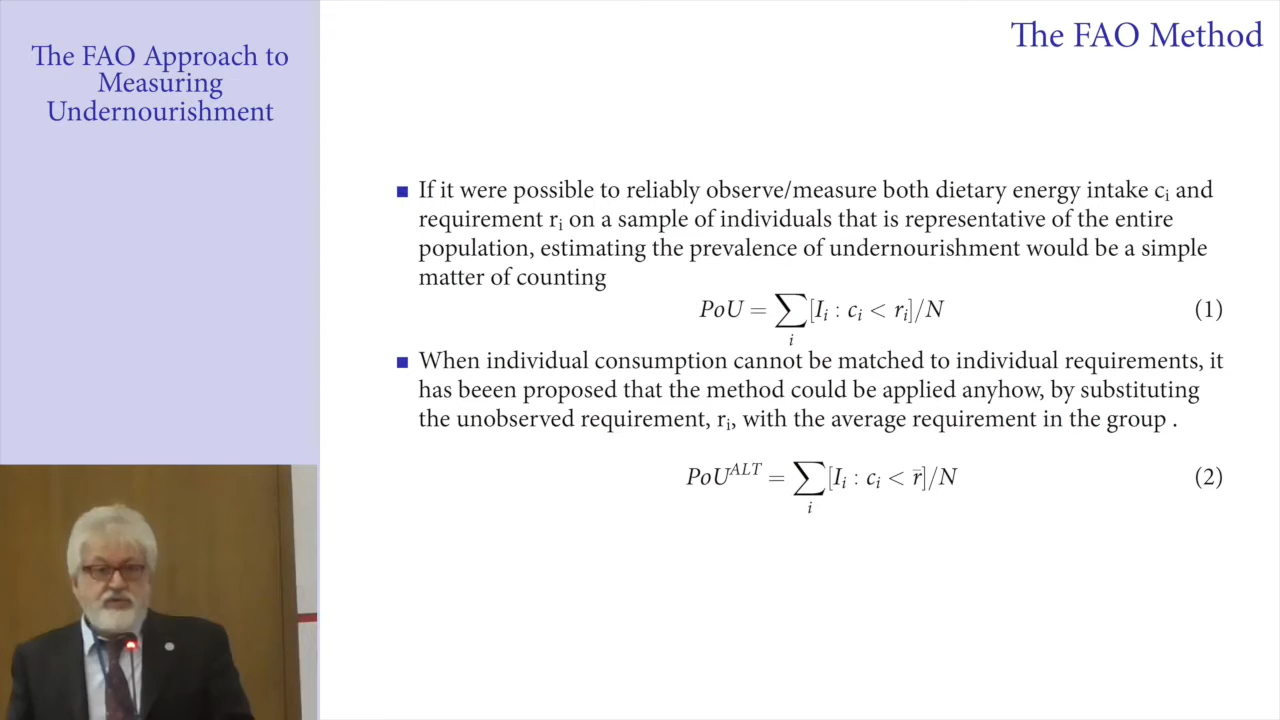 The FAO Approach to
Measuring
Undernourishment
The FAO Method
If it were possible to reliably observe/measure both dietary energy intake cᵢ and
requirement rᵢ on a sample of individuals that is representative of the entire
population, estimating the prevalence of undernourishment would be a simple
matter of counting
PoU = ∑ᵢ [Iᵢ : cᵢ < rᵢ]/N (1)
When individual consumption cannot be matched to individual requirements, it
has beeen proposed that the method could be applied anyhow, by substituting
the unobserved requirement, rᵢ, with the average requirement in the group .
PoUᴬᴸᵀ = ∑ᵢ [Iᵢ : cᵢ < r̄]/N (2)